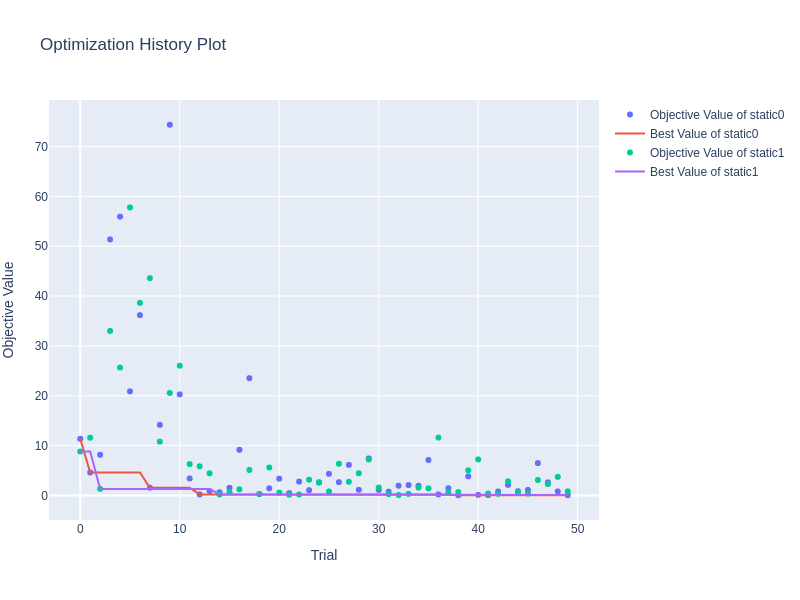 Optimization History Plot
Objective Value of static0
Best Value of static0
Objective Value of static1
Best Value of static1
Objective Value
70
60
50
40
30
20
10
0
0 10 20 30 40 50
Trial